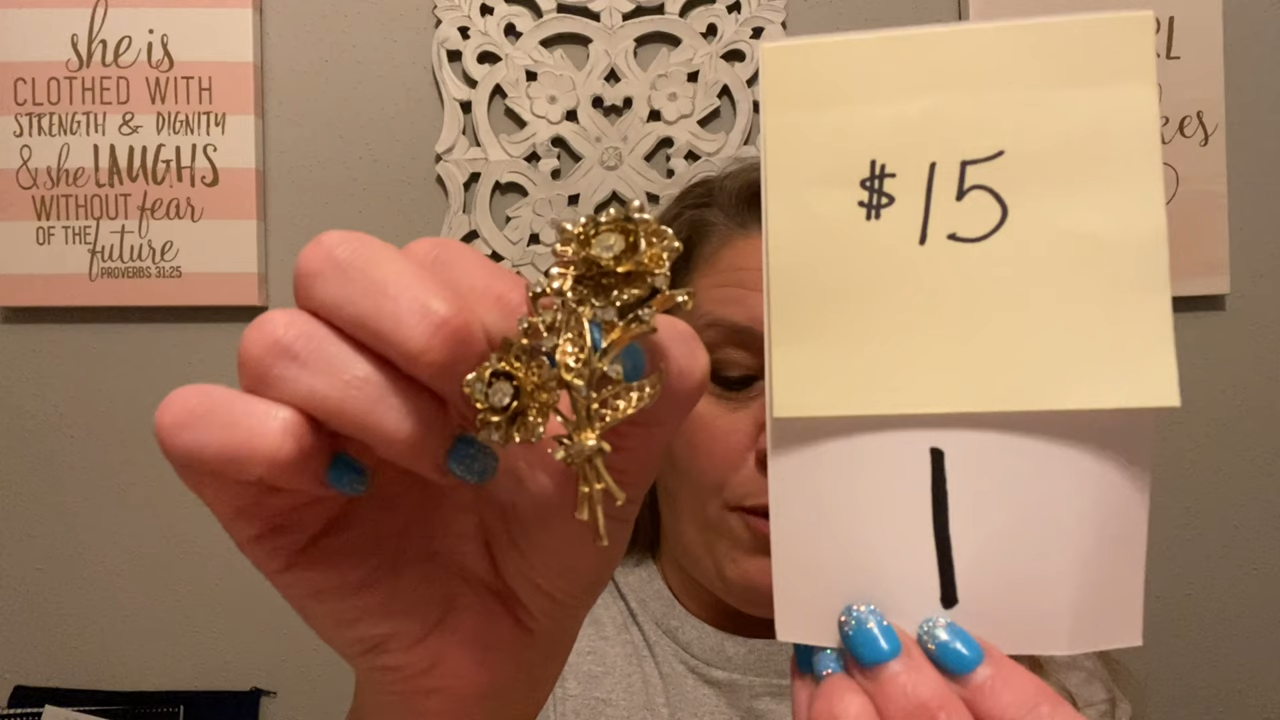 she is
CLOTHED WITH
STRENGTH & DIGNITY
& she LAUGHS
WITHOUT fear
OF THE future
PROVERBS 31:25
$15
1